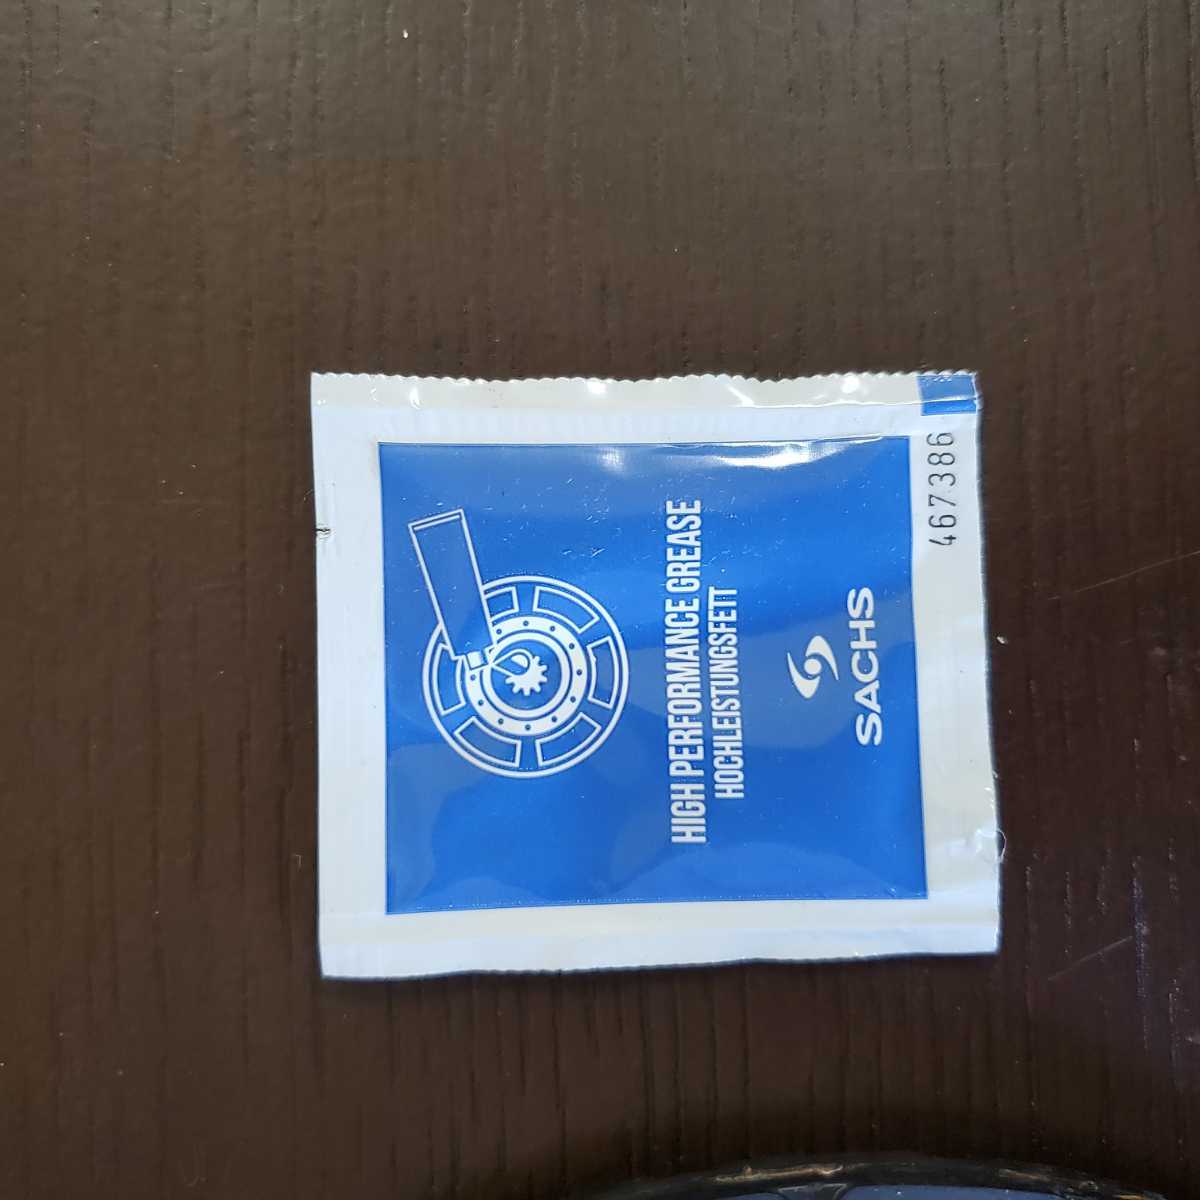 HIGH PERFORMANCE GREASE
HOCHLEISTUNGSFETT
SACHS
467386